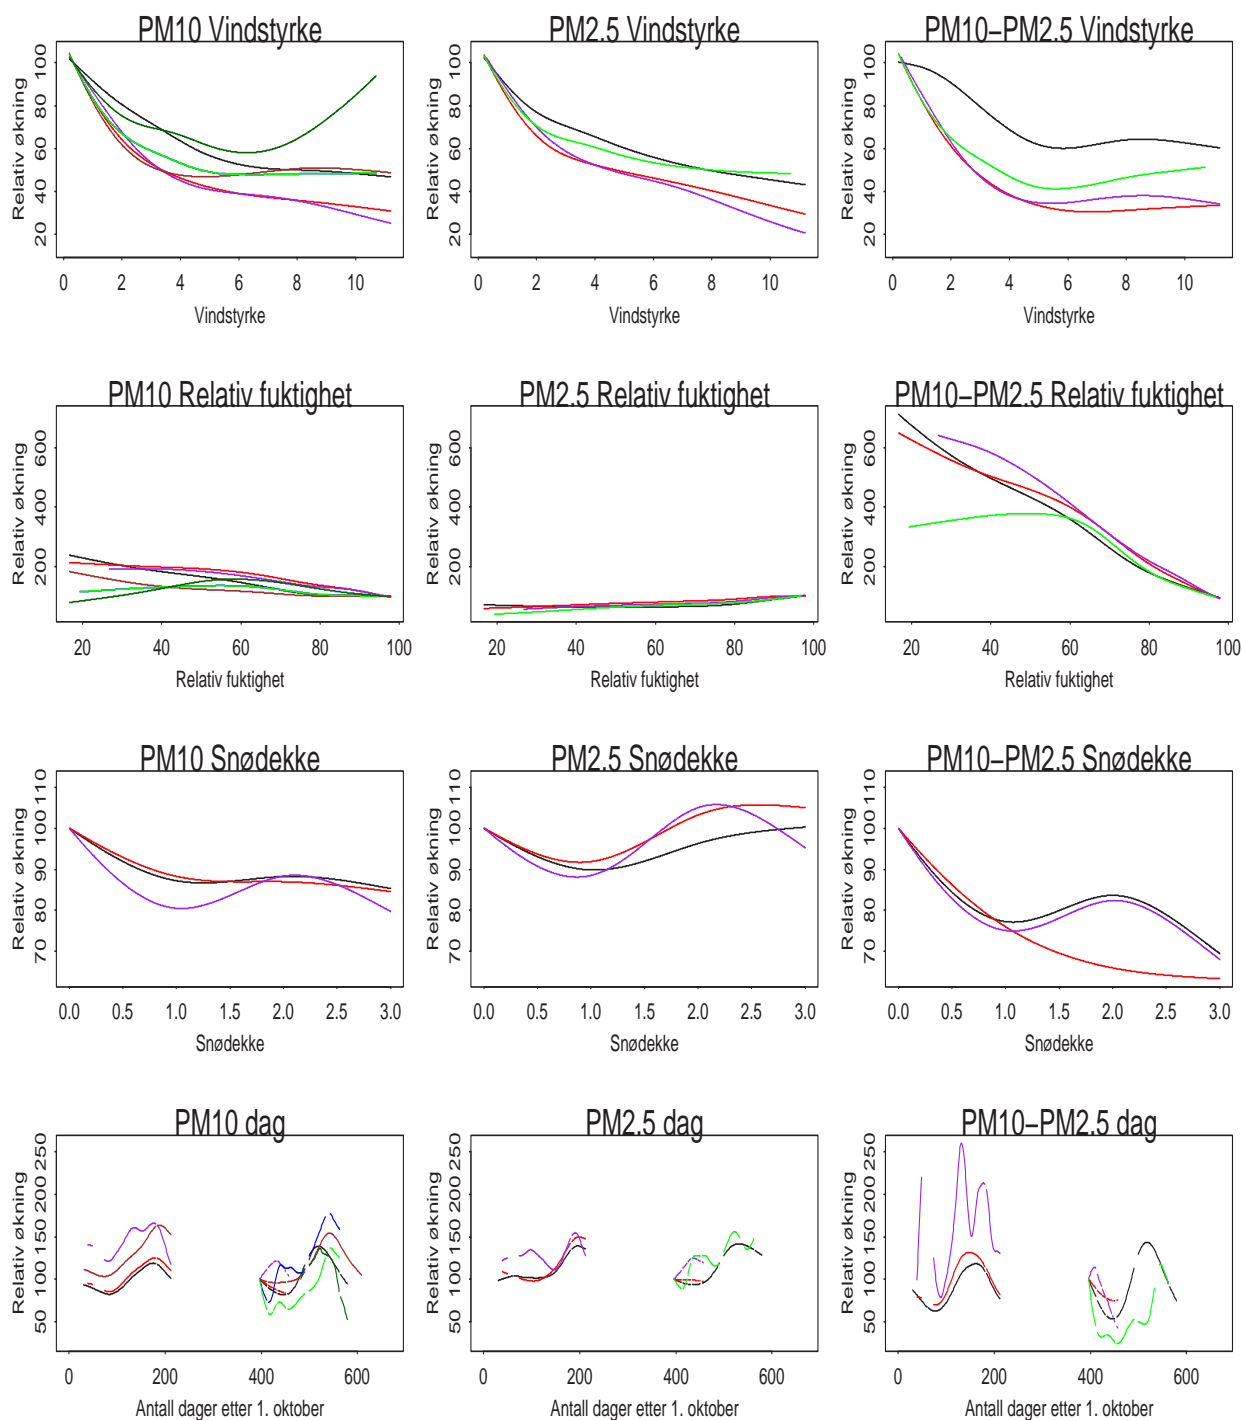 PM10 Vindstyrke
Relativ økning
20 40 60 80 100
0 2 4 6 8 10
Vindstyrke
PM2.5 Vindstyrke
Relativ økning
20 40 60 80 100
0 2 4 6 8 10
Vindstyrke
PM10–PM2.5 Vindstyrke
Relativ økning
20 40 60 80 100
0 2 4 6 8 10
Vindstyrke
PM10 Relativ fuktighet
Relativ økning
200 400 600
20 40 60 80 100
Relativ fuktighet
PM2.5 Relativ fuktighet
Relativ økning
200 400 600
20 40 60 80 100
Relativ fuktighet
PM10–PM2.5 Relativ fuktighet
Relativ økning
200 400 600
20 40 60 80 100
Relativ fuktighet
PM10 Snødekke
Relativ økning
70 80 90 100 110
0.0 0.5 1.0 1.5 2.0 2.5 3.0
Snødekke
PM2.5 Snødekke
Relativ økning
70 80 90 100 110
0.0 0.5 1.0 1.5 2.0 2.5 3.0
Snødekke
PM10–PM2.5 Snødekke
Relativ økning
70 80 90 100 110
0.0 0.5 1.0 1.5 2.0 2.5 3.0
Snødekke
PM10 dag
Relativ økning
50 100 150 200 250
0 200 400 600
Antall dager etter 1. oktober
PM2.5 dag
Relativ økning
50 100 150 200 250
0 200 400 600
Antall dager etter 1. oktober
PM10–PM2.5 dag
Relativ økning
50 100 150 200 250
0 200 400 600
Antall dager etter 1. oktober